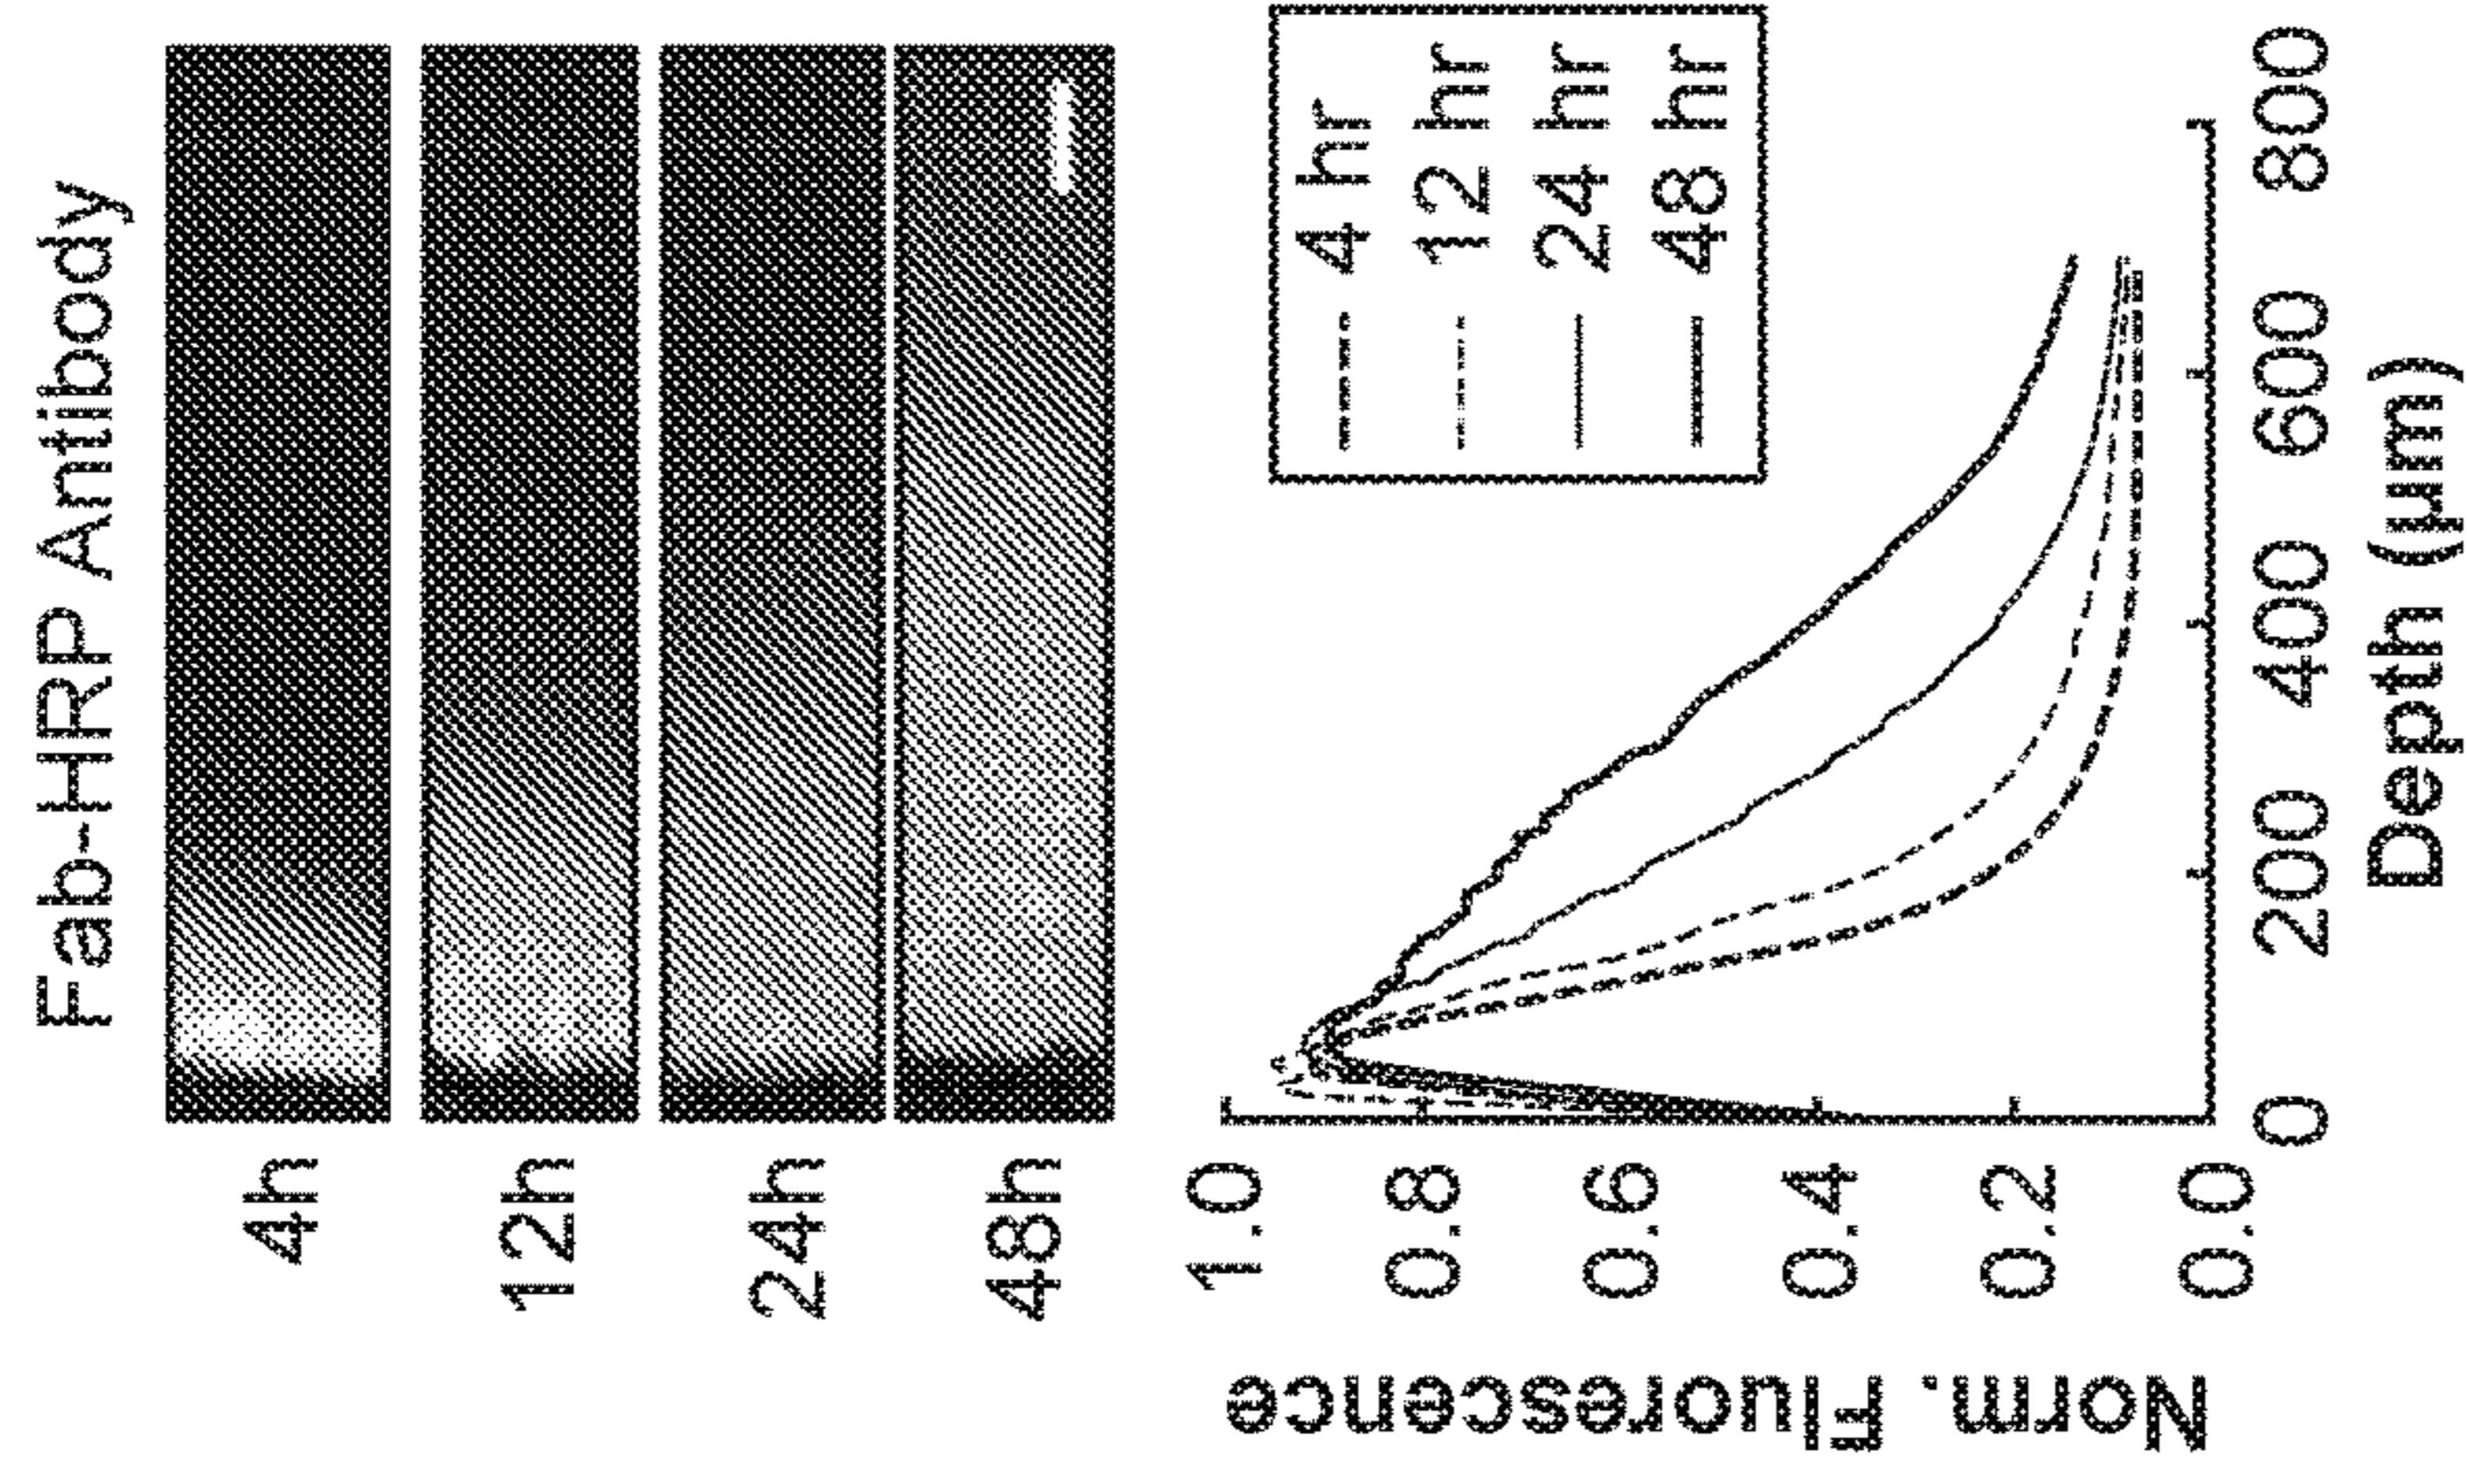 Fab-HRP Antibody
4h
12h
24h
48h
Norm. Fluorescence
1.0
0.8
0.6
0.4
0.2
0.0
4 hr
12 hr
24 hr
48 hr
0 200 400 600 800
Depth (µm)